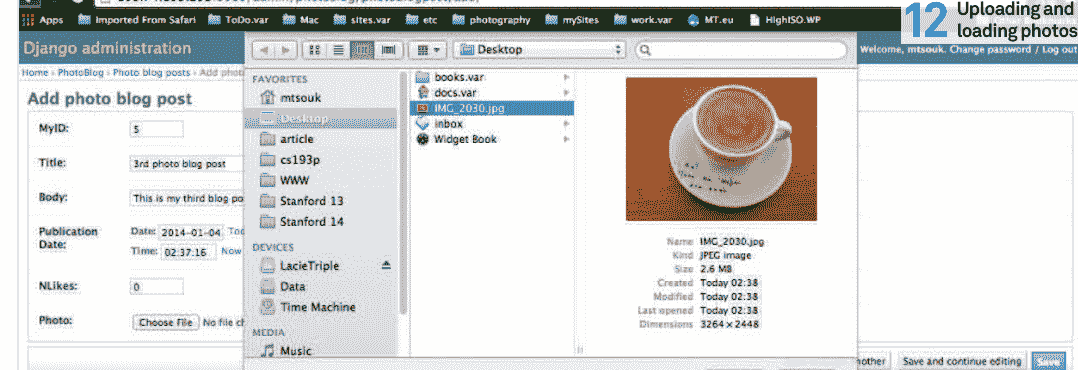 12 Uploading and
loading photos
Apps Imported From Safari ToDo.var Mac sites.var etc photography mySites work.var MT.eu HighISO.WP
Django administration
Desktop
Welcome, mtsouk. Change password / Log out
Home › PhotoBlog › Photo blog posts › Add phot
Add photo blog post
MyID: 5
Title: 3rd photo blog post
Body: This is my third blog po
Publication Date: Date: 2014-01-04
Time: 02:37:16 Now
NLikes: 0
Photo: Choose File No file ch
FAVORITES
mtsouk
Desktop
article
cs193p
WWW
Stanford 13
Stanford 14
DEVICES
LacieTriple
Data
Time Machine
MEDIA
Music
books.var
docs.var
IMG_2030.jpg
inbox
Widget Book
Name IMG_2030.jpg
Kind JPEG image
Size 2.6 MB
Created Today 02:38
Modified Today 02:38
Last opened Today 02:38
Dimensions 3264 × 2448
nother Save and continue editing Save